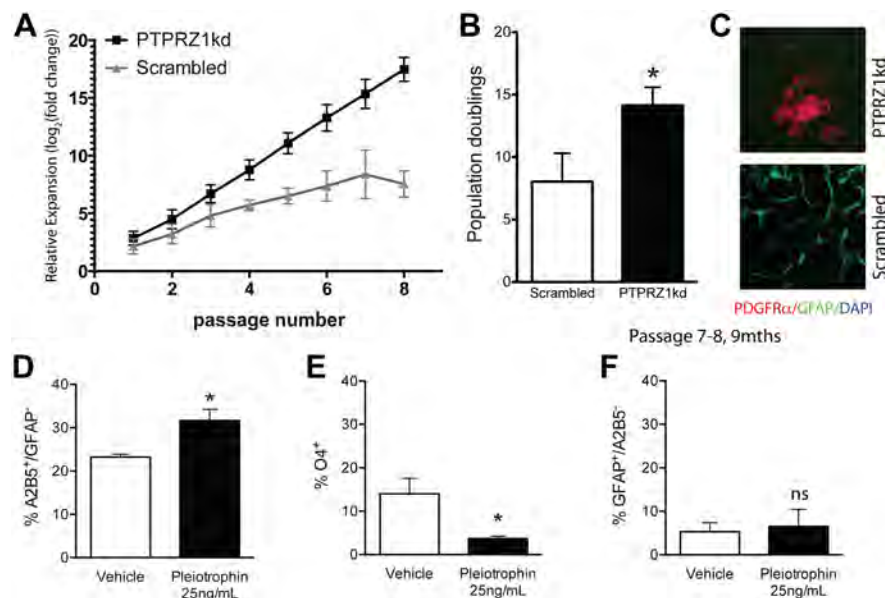 A
PTPRZ1kd
Scrambled
Relative Expansion (log2(fold change))
20
15
10
5
0
0
2
4
6
8
passage number
B
Population doublings
20
15
10
5
0
*
Scrambled
PTPRZ1kd
Passage 7-8, 9mths
C
PTPRZ1kd
Scrambled
PDGFRα/GFAP/DAPI
D
% A2B5+/GFAP-
40
30
20
10
0
*
Vehicle
Pleiotrophin
25ng/mL
E
% O4+
40
30
20
10
0
*
Vehicle
Pleiotrophin
25ng/mL
F
% GFAP+/A2B5-
40
30
20
10
0
ns
Vehicle
Pleiotrophin
25ng/mL